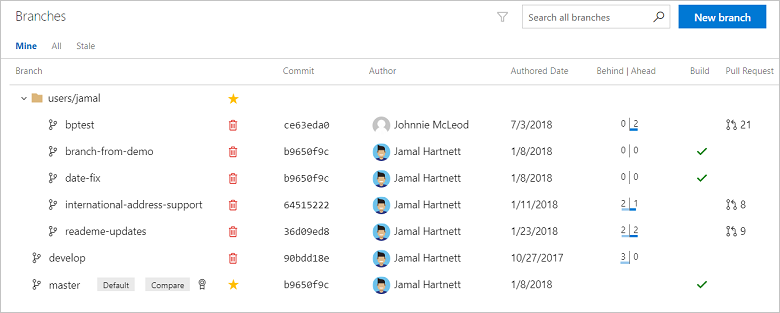 Branches
Search all branches
New branch
Mine All Stale
Branch Commit Author Authored Date Behind | Ahead Build Pull Request
users/jamal
bptest ce63eda0 Johnnie McLeod 7/3/2018 0 | 2 21
branch-from-demo b9650f9c Jamal Hartnett 1/8/2018 0 | 0
date-fix b9650f9c Jamal Hartnett 1/8/2018 0 | 0
international-address-support 64515222 Jamal Hartnett 1/11/2018 2 | 1 8
reademe-updates 36d09ed8 Jamal Hartnett 1/23/2018 2 | 2 9
develop 90bdd18e Jamal Hartnett 10/27/2017 3 | 0
master Default Compare b9650f9c Jamal Hartnett 1/8/2018